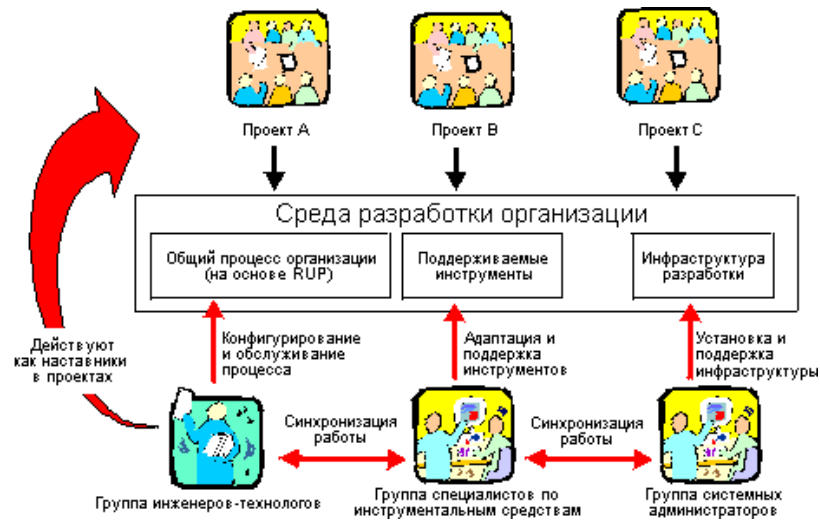 Проект A
Проект B
Проект C
Среда разработки организации
Общий процесс организации
(на основе RUP)
Поддерживаемые
инструменты
Инфраструктура
разработки
Действуют
как наставники
в проектах
Конфигурирование
и обслуживание
процесса
Адаптация и
поддержка
инструментов
Установка и
поддержка
инфраструктуры
Синхронизация
работы
Синхронизация
работы
Группа инженеров-технологов
Группа специалистов по
инструментальным средствам
Группа системных
администраторов